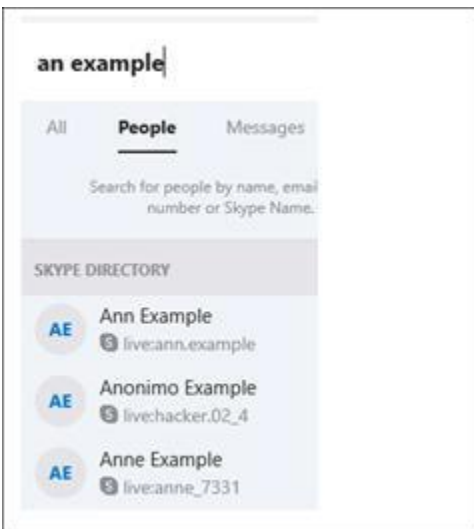 an example
All People Messages
Search for people by name, emai
number or Skype Name.
SKYPE DIRECTORY
AE
Ann Example
live:ann.example
AE
Anonimo Example
live:hacker.02_4
AE
Anne Example
live:anne_7331